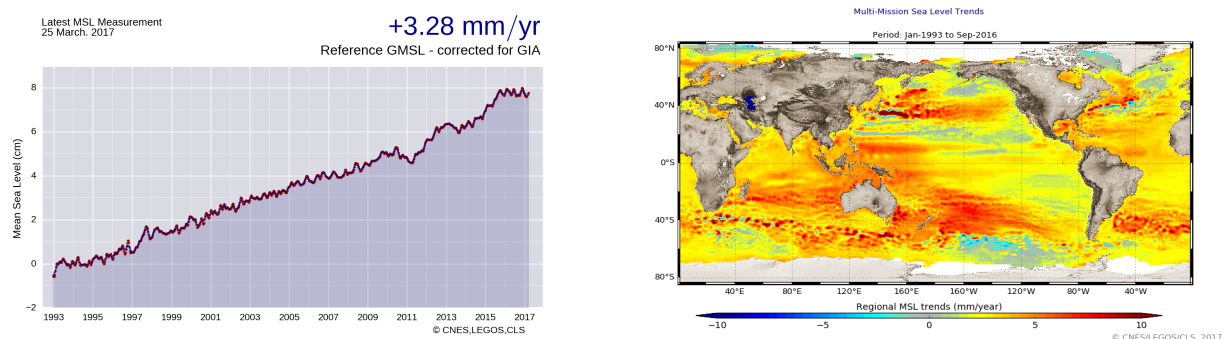 Latest MSL Measurement
25 March. 2017
+3.28 mm/yr
Reference GMSL - corrected for GIA
Mean Sea Level (cm)
8
6
4
2
0
−2
1993 1995 1997 1999 2001 2003 2005 2007 2009 2011 2013 2015 2017
© CNES,LEGOS,CLS
Multi-Mission Sea Level Trends
Period: Jan-1993 to Sep-2016
80°N
40°N
0°S
40°S
80°S
40°E 80°E 120°E 160°E 160°W 120°W 80°W 40°W
Regional MSL trends (mm/year)
−10 −5 0 5 10
© CNES/LEGOS/CLS, 2017